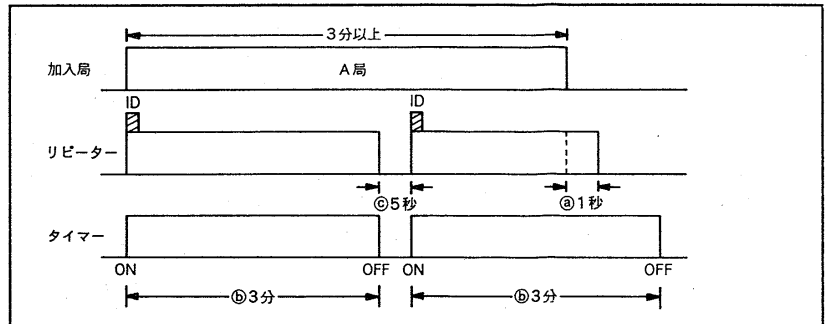 3分以上
加入局
A局
ID ID
リピーター
ⓒ5秒 ⓐ1秒
タイマー
ON OFF ON OFF
ⓑ3分 ⓑ3分